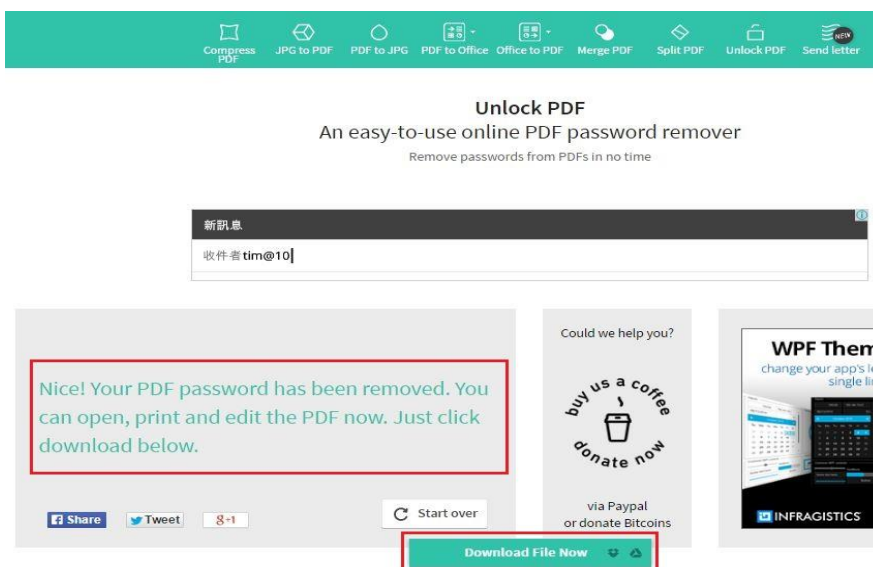 Compress PDF
JPG to PDF
PDF to JPG
PDF to Office
Office to PDF
Merge PDF
Split PDF
Unlock PDF
Send letter
NEW
Unlock PDF
An easy-to-use online PDF password remover
Remove passwords from PDFs in no time
新訊息
收件者tim@10
Nice! Your PDF password has been removed. You
can open, print and edit the PDF now. Just click
download below.
Share
Tweet
g+1
Start over
Could we help you?
buy us a coffee
donate now
via Paypal
or donate Bitcoins
WPF Them
change your app's l
single li
INFRAGISTICS
Download File Now